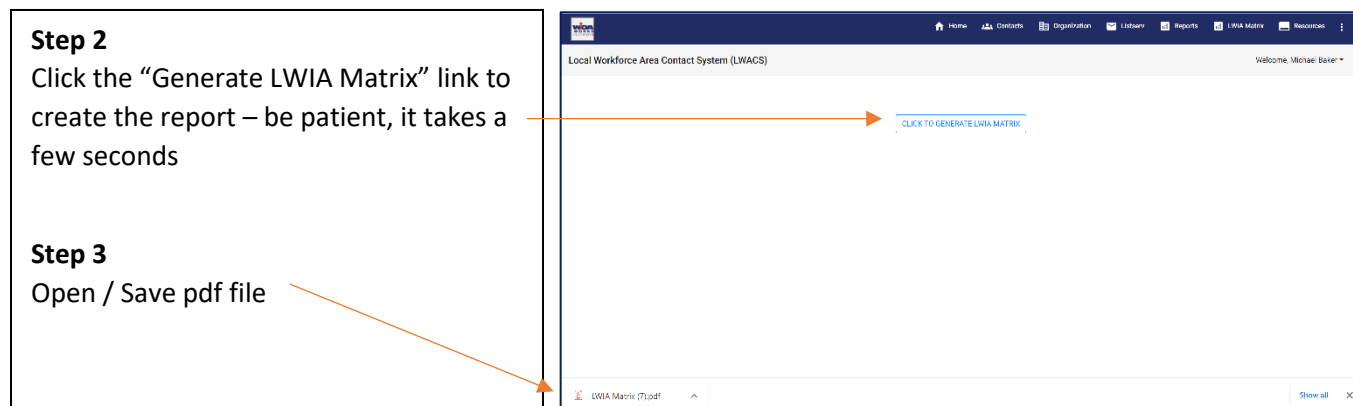 Step 2
Click the “Generate LWIA Matrix” link to
create the report – be patient, it takes a
few seconds
Step 3
Open / Save pdf file
Home Contacts Organization Listserv Reports LWIA Matrix Resources
Local Workforce Area Contact System (LWACS)
Welcome, Michael Baker
CLICK TO GENERATE LWIA MATRIX
LWIA Matrix (7).pdf
Show all